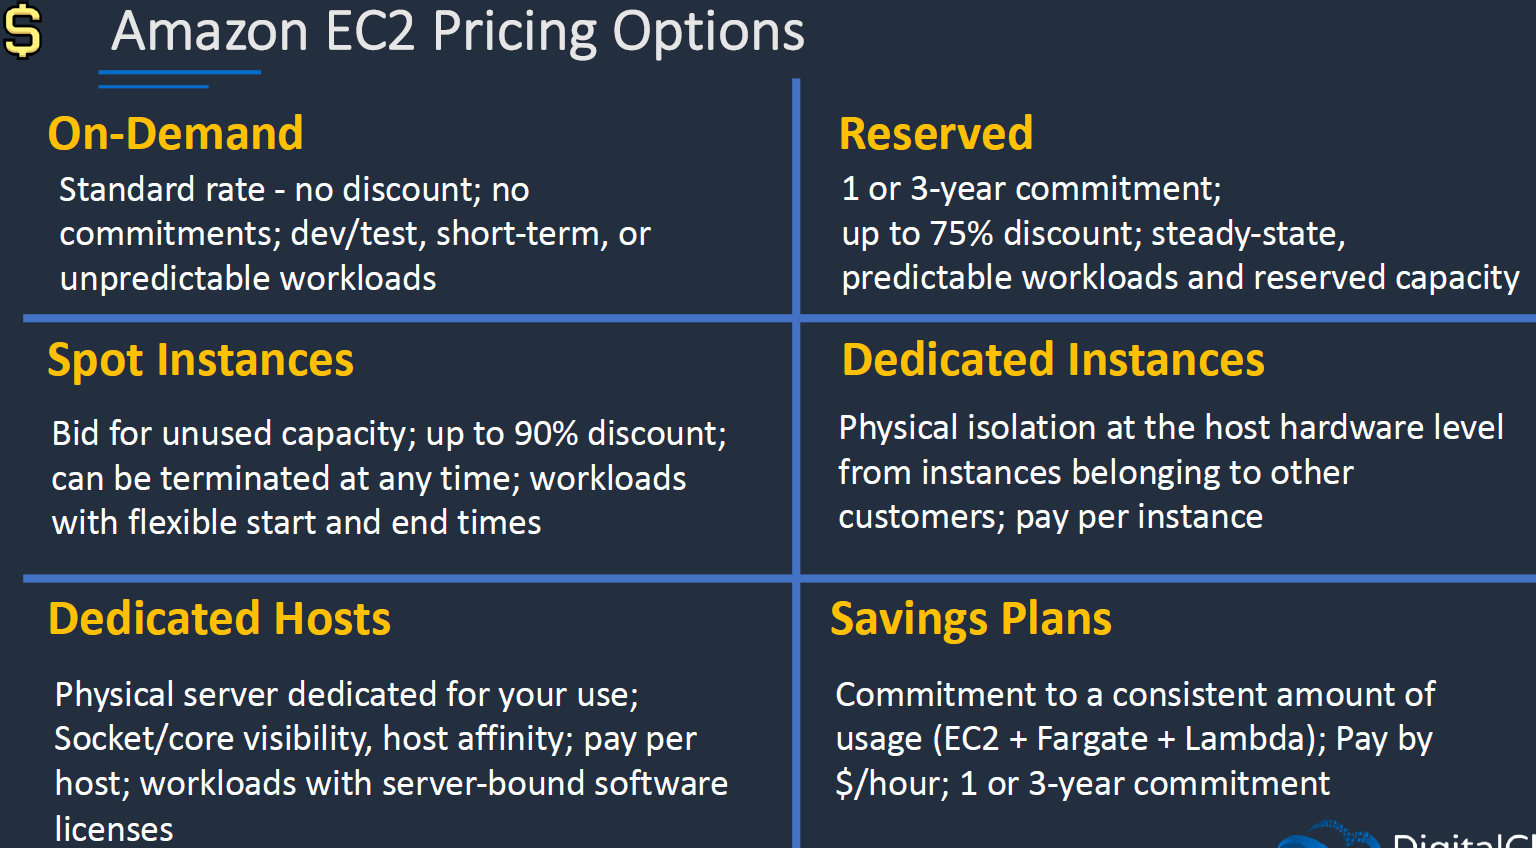 Amazon EC2 Pricing Options
On-Demand
Standard rate - no discount; no
commitments; dev/test, short-term, or
unpredictable workloads
Reserved
1 or 3-year commitment;
up to 75% discount; steady-state,
predictable workloads and reserved capacity
Spot Instances
Bid for unused capacity; up to 90% discount;
can be terminated at any time; workloads
with flexible start and end times
Dedicated Instances
Physical isolation at the host hardware level
from instances belonging to other
customers; pay per instance
Dedicated Hosts
Physical server dedicated for your use;
Socket/core visibility, host affinity; pay per
host; workloads with server-bound software
licenses
Savings Plans
Commitment to a consistent amount of
usage (EC2 + Fargate + Lambda); Pay by
$/hour; 1 or 3-year commitment